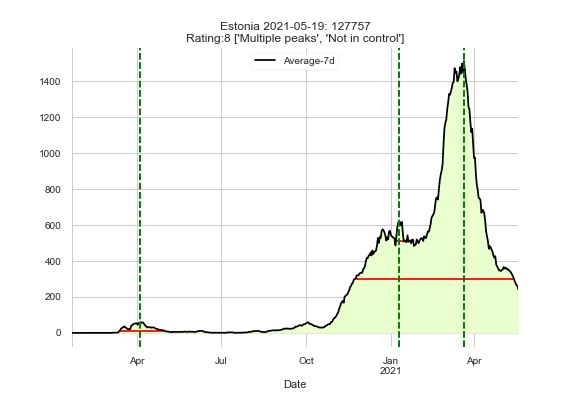 Estonia 2021-05-19: 127757
Rating:8 ['Multiple peaks', 'Not in control']
Average-7d
1400
1200
1000
800
600
400
200
0
Apr Jul Oct Jan Apr
2021
Date